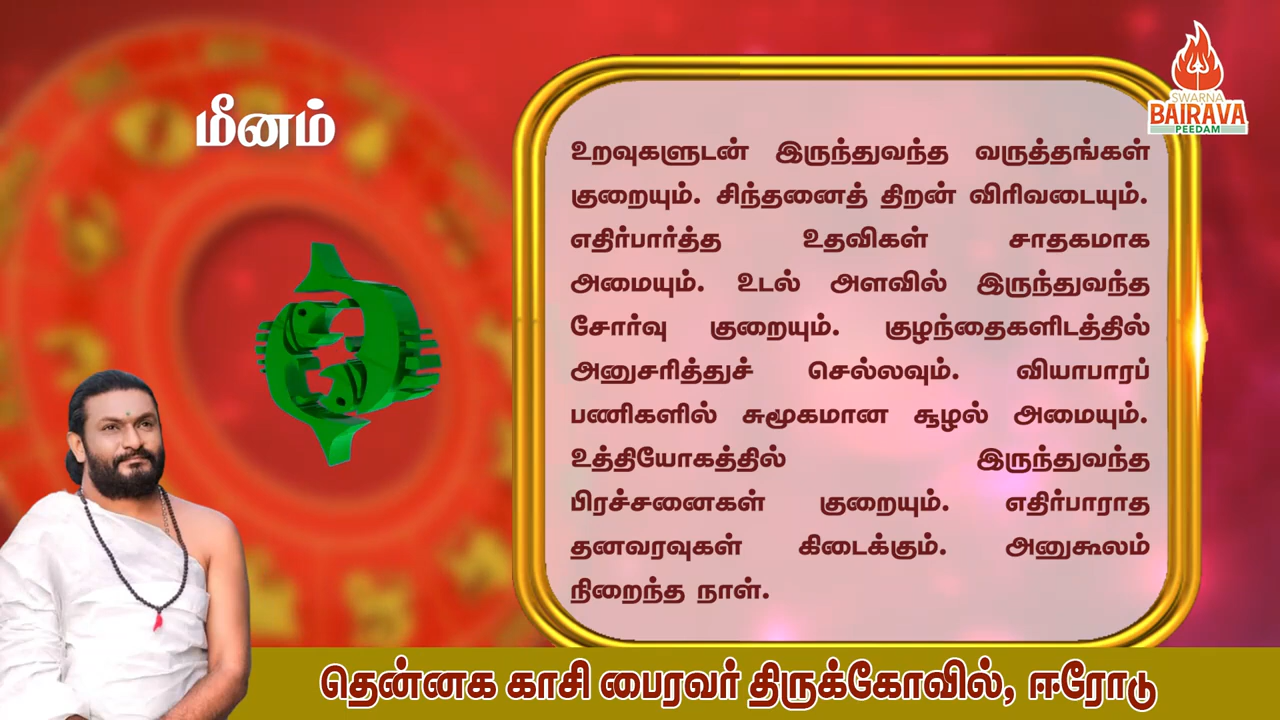 மீனம்
SWARNA
BAIRAVA
PEEDAM
உறவுகளுடன் இருந்துவந்த வருத்தங்கள்
குறையும். சிந்தனைத் திறன் விரிவடையும்.
எதிர்பார்த்த உதவிகள் சாதகமாக
அமையும். உடல் அளவில் இருந்துவந்த
சோர்வு குறையும். குழந்தைகளிடத்தில்
அனுசரித்துச் செல்லவும். வியாபாரப்
பணிகளில் சுமூகமான சூழல் அமையும்.
உத்தியோகத்தில் இருந்துவந்த
பிரச்சனைகள் குறையும். எதிர்பாராத
தனவரவுகள் கிடைக்கும். அனுகூலம்
நிறைந்த நாள்.
தென்னக காசி பைரவர் திருக்கோவில், ஈரோடு